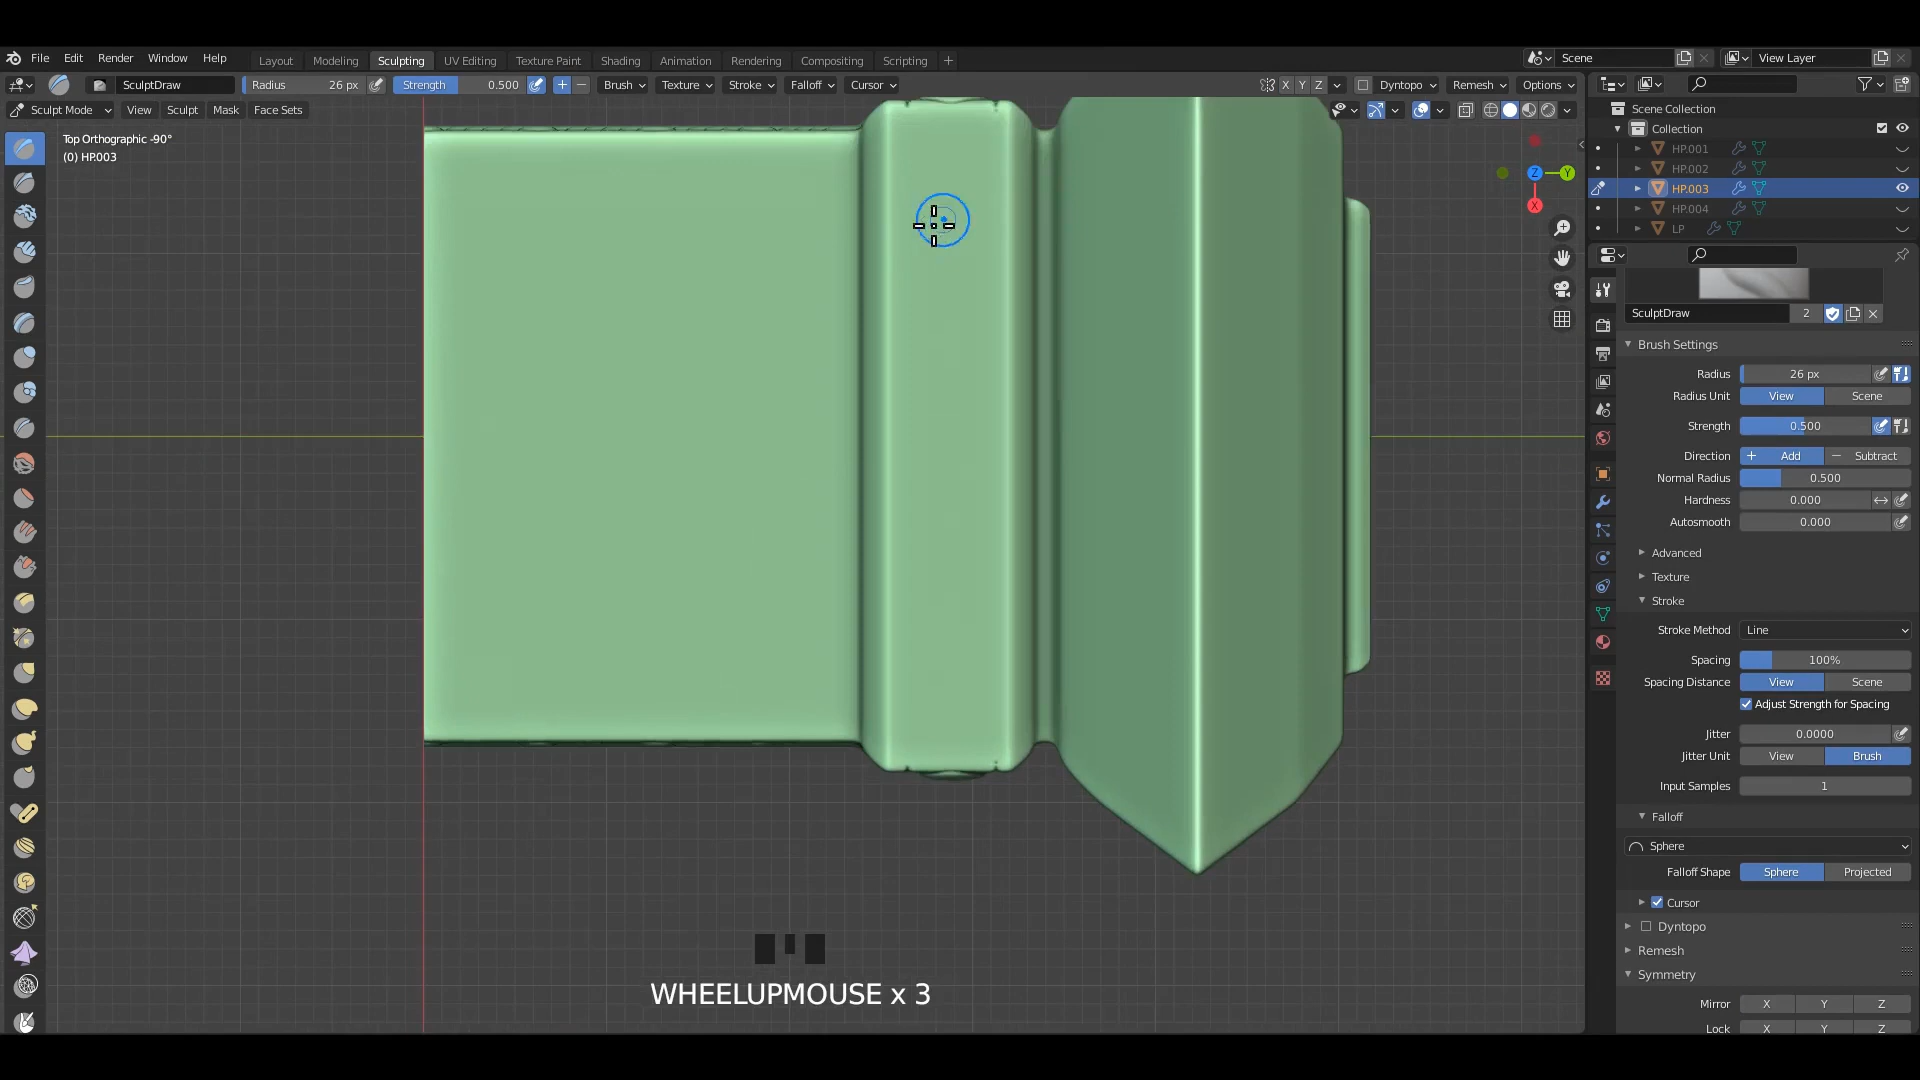 File Edit Render Window Help Layout Modeling Sculpting UV Editing Texture Paint Shading Animation Rendering Compositing Scripting + Scene View Layer
SculptDraw Radius 26 px Strength 0.500 Brush Texture Stroke Falloff Cursor X Y Z Dyntopo Remesh Options
Sculpt Mode View Sculpt Mask Face Sets
Top Orthographic -90°
(0) HP.003
Z Y X
Scene Collection
Collection
HP.001
HP.002
HP.003
HP.004
LP
SculptDraw 2
Brush Settings
Radius 26 px
Radius Unit View Scene
Strength 0.500
Direction + Add − Subtract
Normal Radius 0.500
Hardness 0.000
Autosmooth 0.000
Advanced
Texture
Stroke
Stroke Method Line
Spacing 100%
Spacing Distance View Scene
Adjust Strength for Spacing
Jitter 0.0000
Jitter Unit View Brush
Input Samples 1
Falloff
Sphere
Falloff Shape Sphere Projected
Cursor
Dyntopo
Remesh
Symmetry
Mirror X Y Z
Lock X Y Z
WHEELUPMOUSE x 3